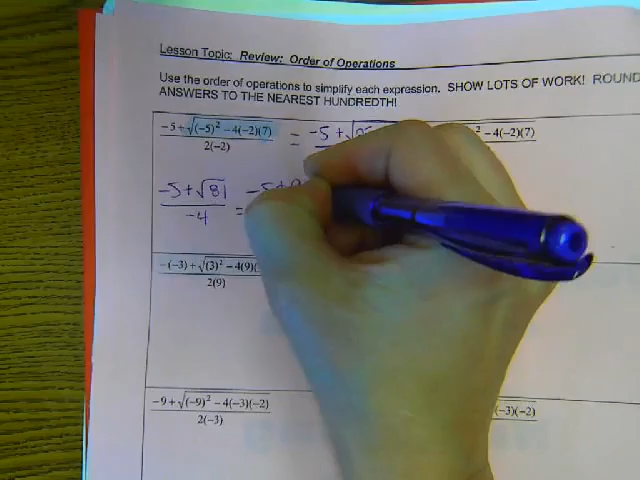 Lesson Topic: Review: Order of Operations
Use the order of operations to simplify each expression. SHOW LOTS OF WORK! ROUND
ANSWERS TO THE NEAREST HUNDREDTH!
-5+√(-5)²-4(-2)(7) = -5+√ ² -4(-2)(7)
2(-2)
-5+√81 = -5+
-4
-(-3)+√(3)²-4(9)(
2(9)
-9+√(-9)²-4(-3)(-2) (-3)(-2)
2(-3)